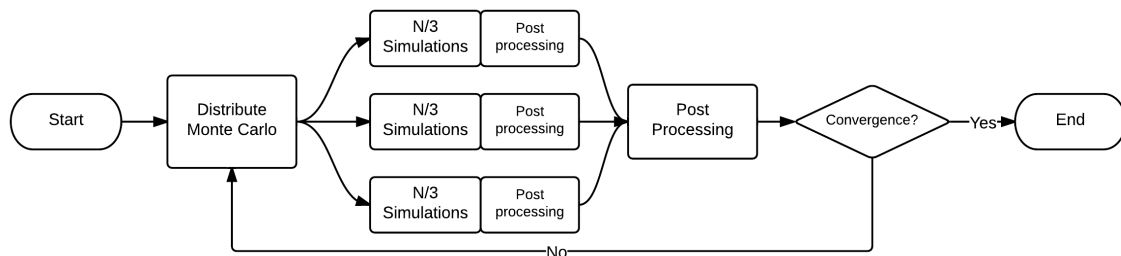 Start
Distribute
Monte Carlo
N/3
Simulations
Post
processing
N/3
Simulations
Post
processing
N/3
Simulations
Post
processing
Post
Processing
Convergence?
Yes
End
No